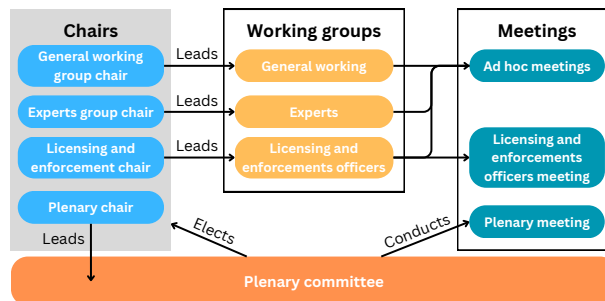 Chairs
General working
group chair
Experts group chair
Licensing and
enforcement chair
Plenary chair
Leads
Leads
Leads
Leads
Working groups
General working
Experts
Licensing and
enforcements officers
Meetings
Ad hoc meetings
Licensing and
enforcements
officers meeting
Plenary meeting
Elects
Conducts
Plenary committee